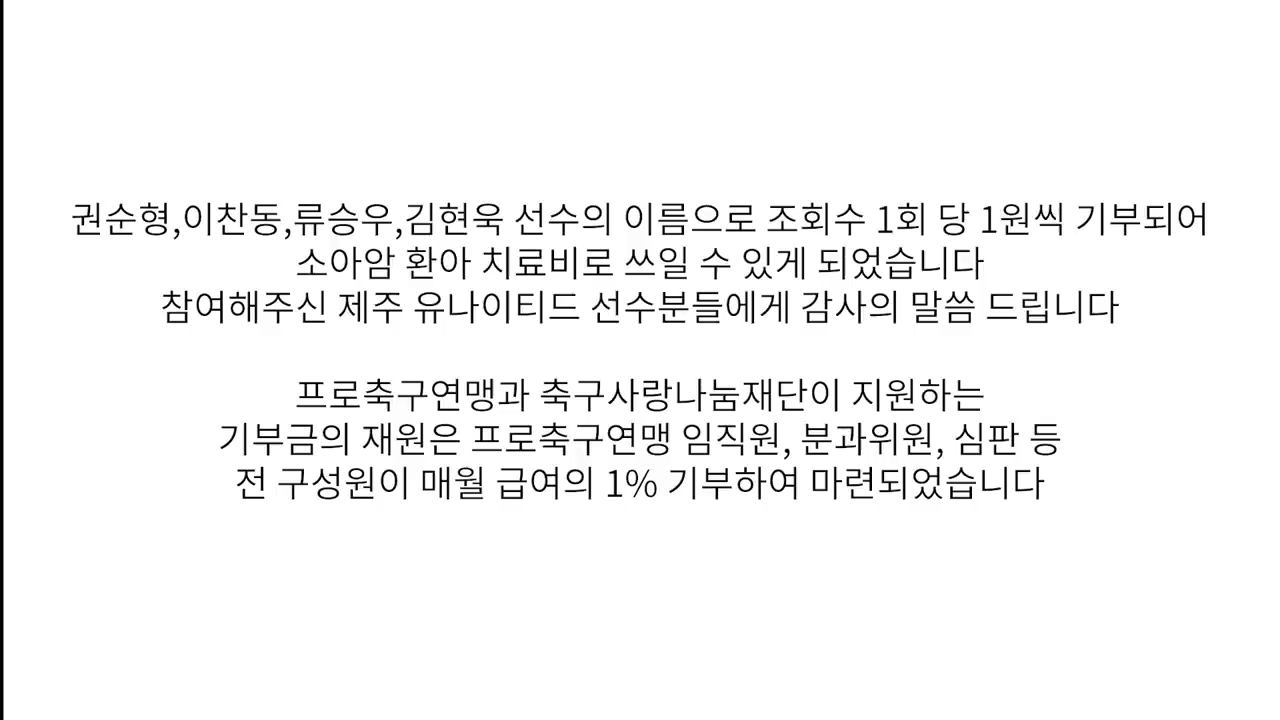 권순형,이찬동,류승우,김현욱 선수의 이름으로 조회수 1회 당 1원씩 기부되어
소아암 환아 치료비로 쓰일 수 있게 되었습니다
참여해주신 제주 유나이티드 선수분들에게 감사의 말씀 드립니다
프로축구연맹과 축구사랑나눔재단이 지원하는
기부금의 재원은 프로축구연맹 임직원, 분과위원, 심판 등
전 구성원이 매월 급여의 1% 기부하여 마련되었습니다